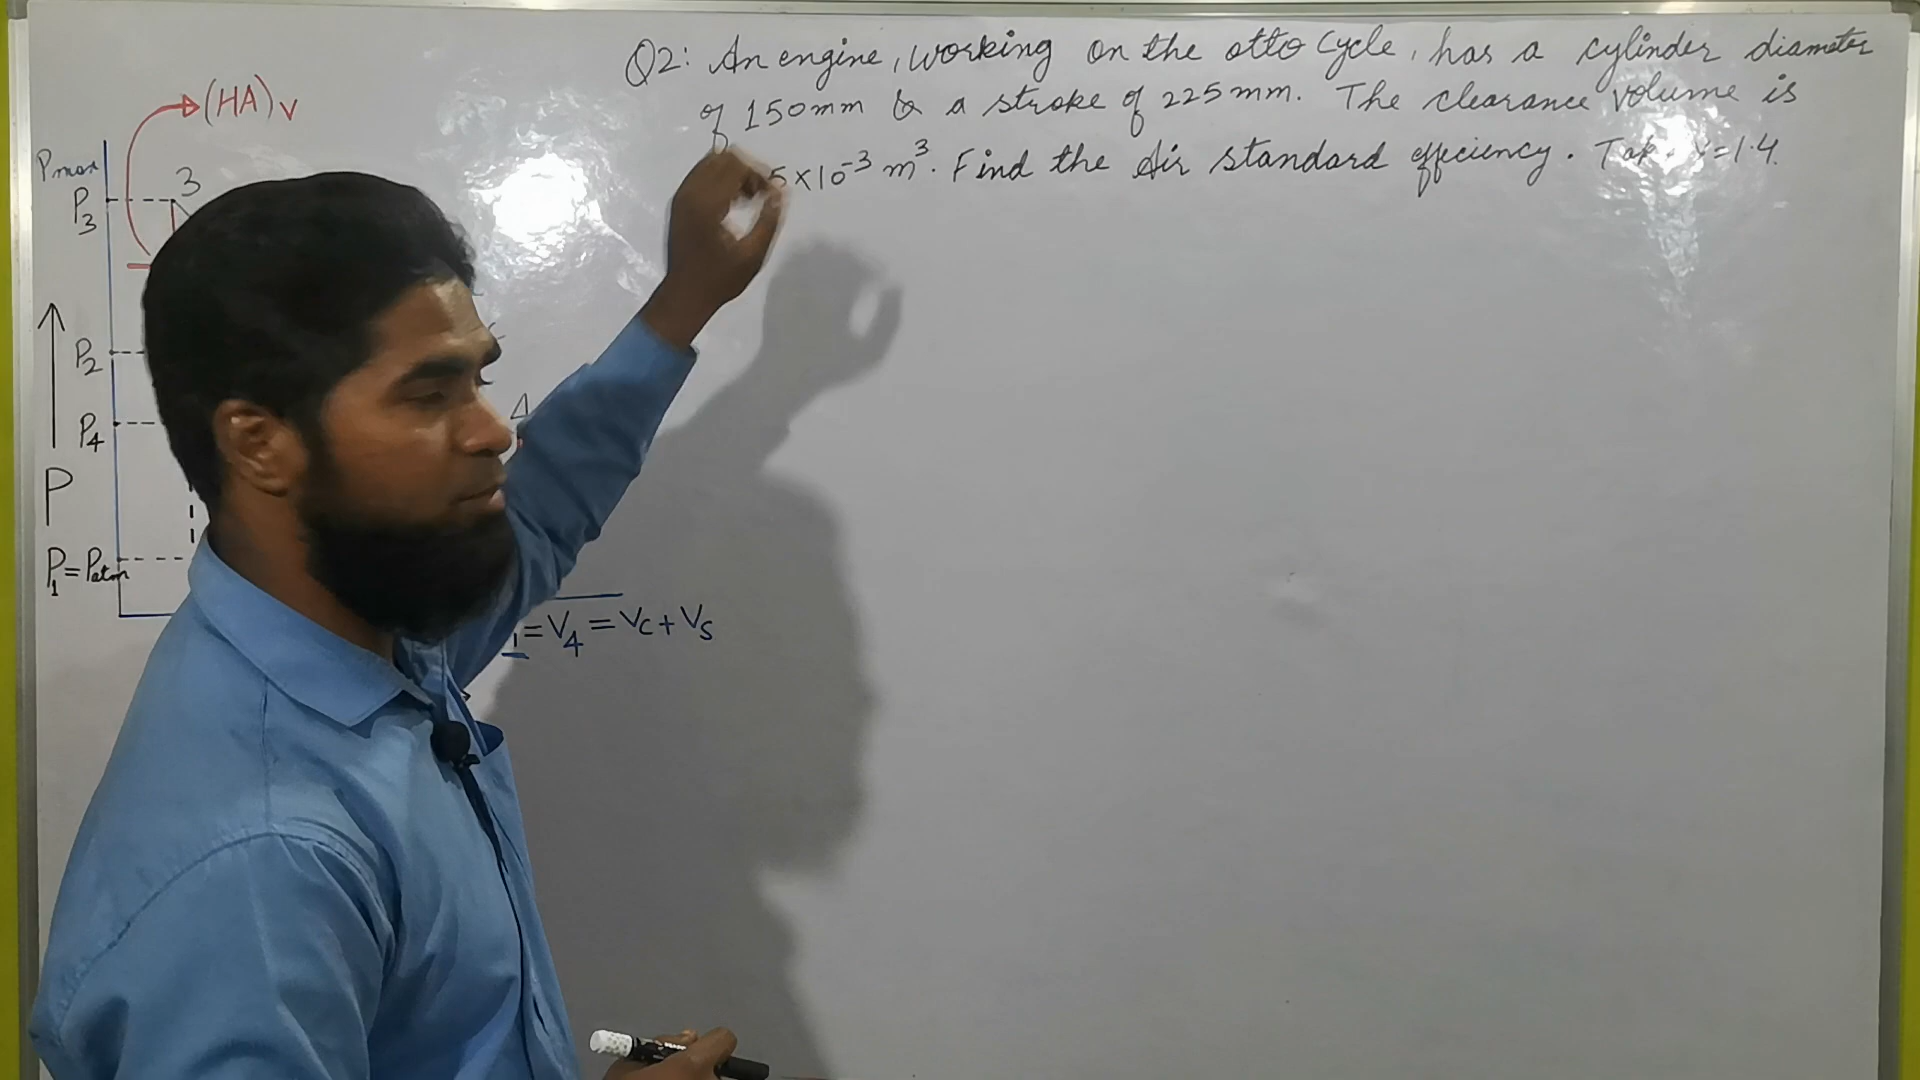 Q2: An engine, working on the otto cycle, has a cylinder diameter
of 150mm & a stroke of 225mm. The clearance volume is
5×10⁻³ m³. Find the Air standard effeciency. Take γ=1.4.
(HA)v
Pmax
P3
3
P2
4
P4
P
P1=Patm
1=V4=Vc+Vs